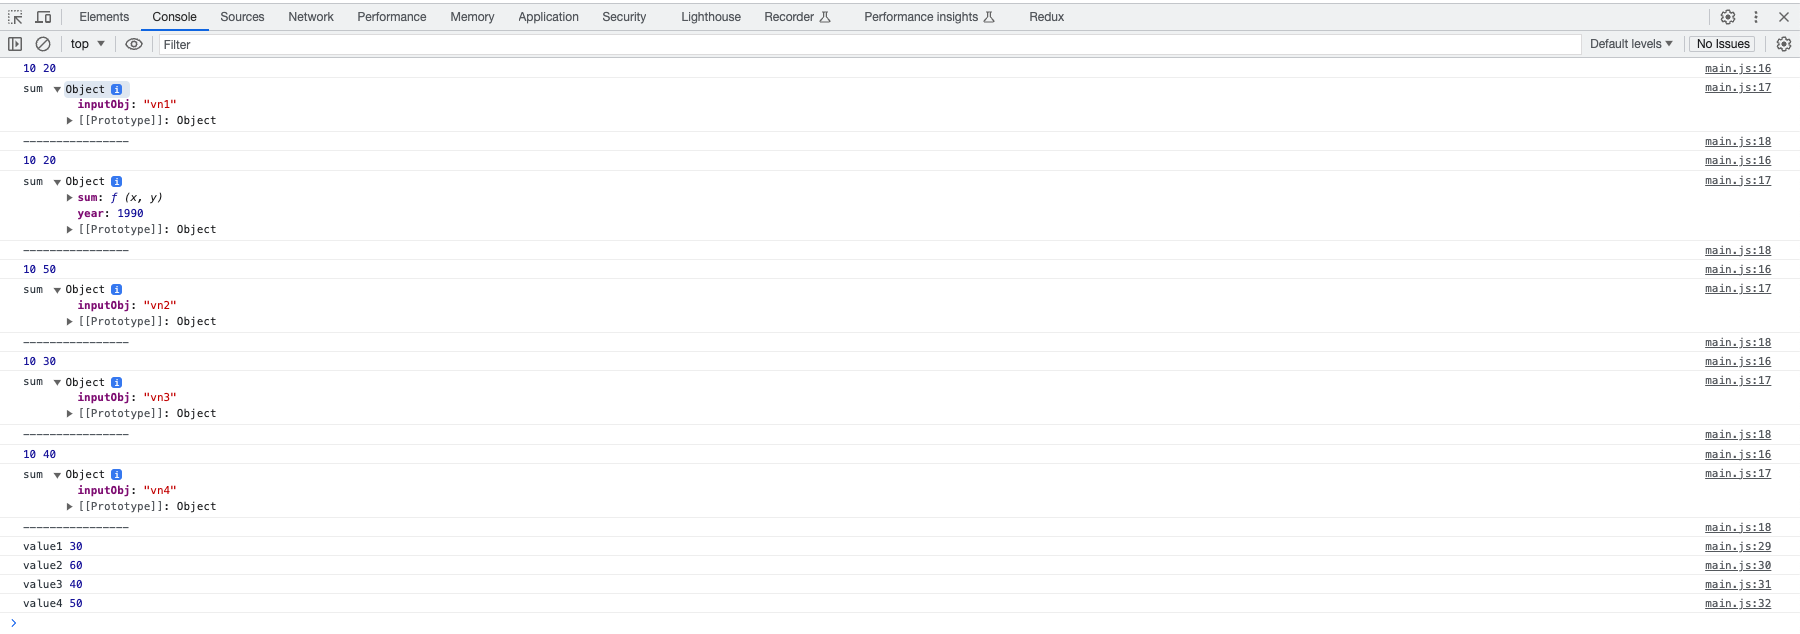 Elements Console Sources Network Performance Memory Application Security Lighthouse Recorder Performance insights Redux
top Filter Default levels No Issues
10 20 main.js:16
sum Object i main.js:17
inputObj: "vn1"
[[Prototype]]: Object
---------------- main.js:18
10 20 main.js:16
sum Object i main.js:17
sum: ƒ (x, y)
year: 1990
[[Prototype]]: Object
---------------- main.js:18
10 50 main.js:16
sum Object i main.js:17
inputObj: "vn2"
[[Prototype]]: Object
---------------- main.js:18
10 30 main.js:16
sum Object i main.js:17
inputObj: "vn3"
[[Prototype]]: Object
---------------- main.js:18
10 40 main.js:16
sum Object i main.js:17
inputObj: "vn4"
[[Prototype]]: Object
---------------- main.js:18
value1 30 main.js:29
value2 60 main.js:30
value3 40 main.js:31
value4 50 main.js:32